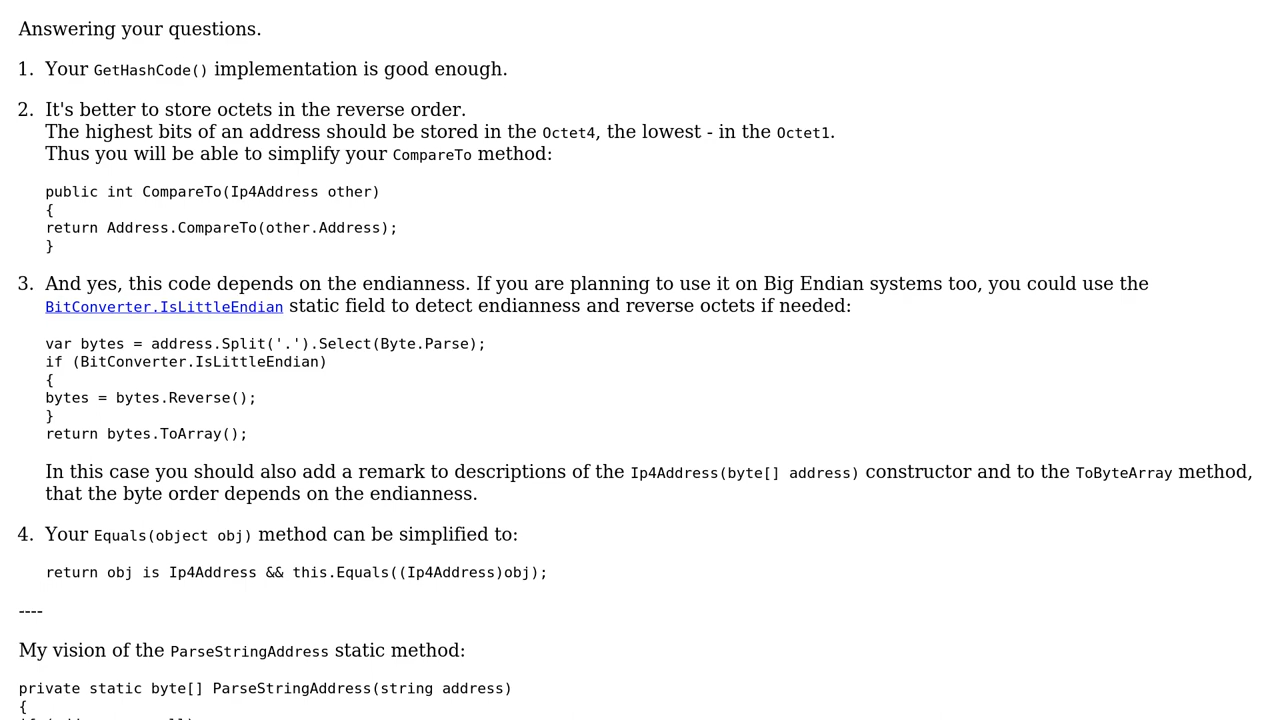 Answering your questions.
1. Your GetHashCode() implementation is good enough.
2. It's better to store octets in the reverse order.
The highest bits of an address should be stored in the Octet4, the lowest - in the Octet1.
Thus you will be able to simplify your CompareTo method:
public int CompareTo(Ip4Address other)
{
return Address.CompareTo(other.Address);
}
3. And yes, this code depends on the endianness. If you are planning to use it on Big Endian systems too, you could use the
BitConverter.IsLittleEndian static field to detect endianness and reverse octets if needed:
var bytes = address.Split('.').Select(Byte.Parse);
if (BitConverter.IsLittleEndian)
{
bytes = bytes.Reverse();
}
return bytes.ToArray();
In this case you should also add a remark to descriptions of the Ip4Address(byte[] address) constructor and to the ToByteArray method,
that the byte order depends on the endianness.
4. Your Equals(object obj) method can be simplified to:
return obj is Ip4Address && this.Equals((Ip4Address)obj);
----
My vision of the ParseStringAddress static method:
private static byte[] ParseStringAddress(string address)
{